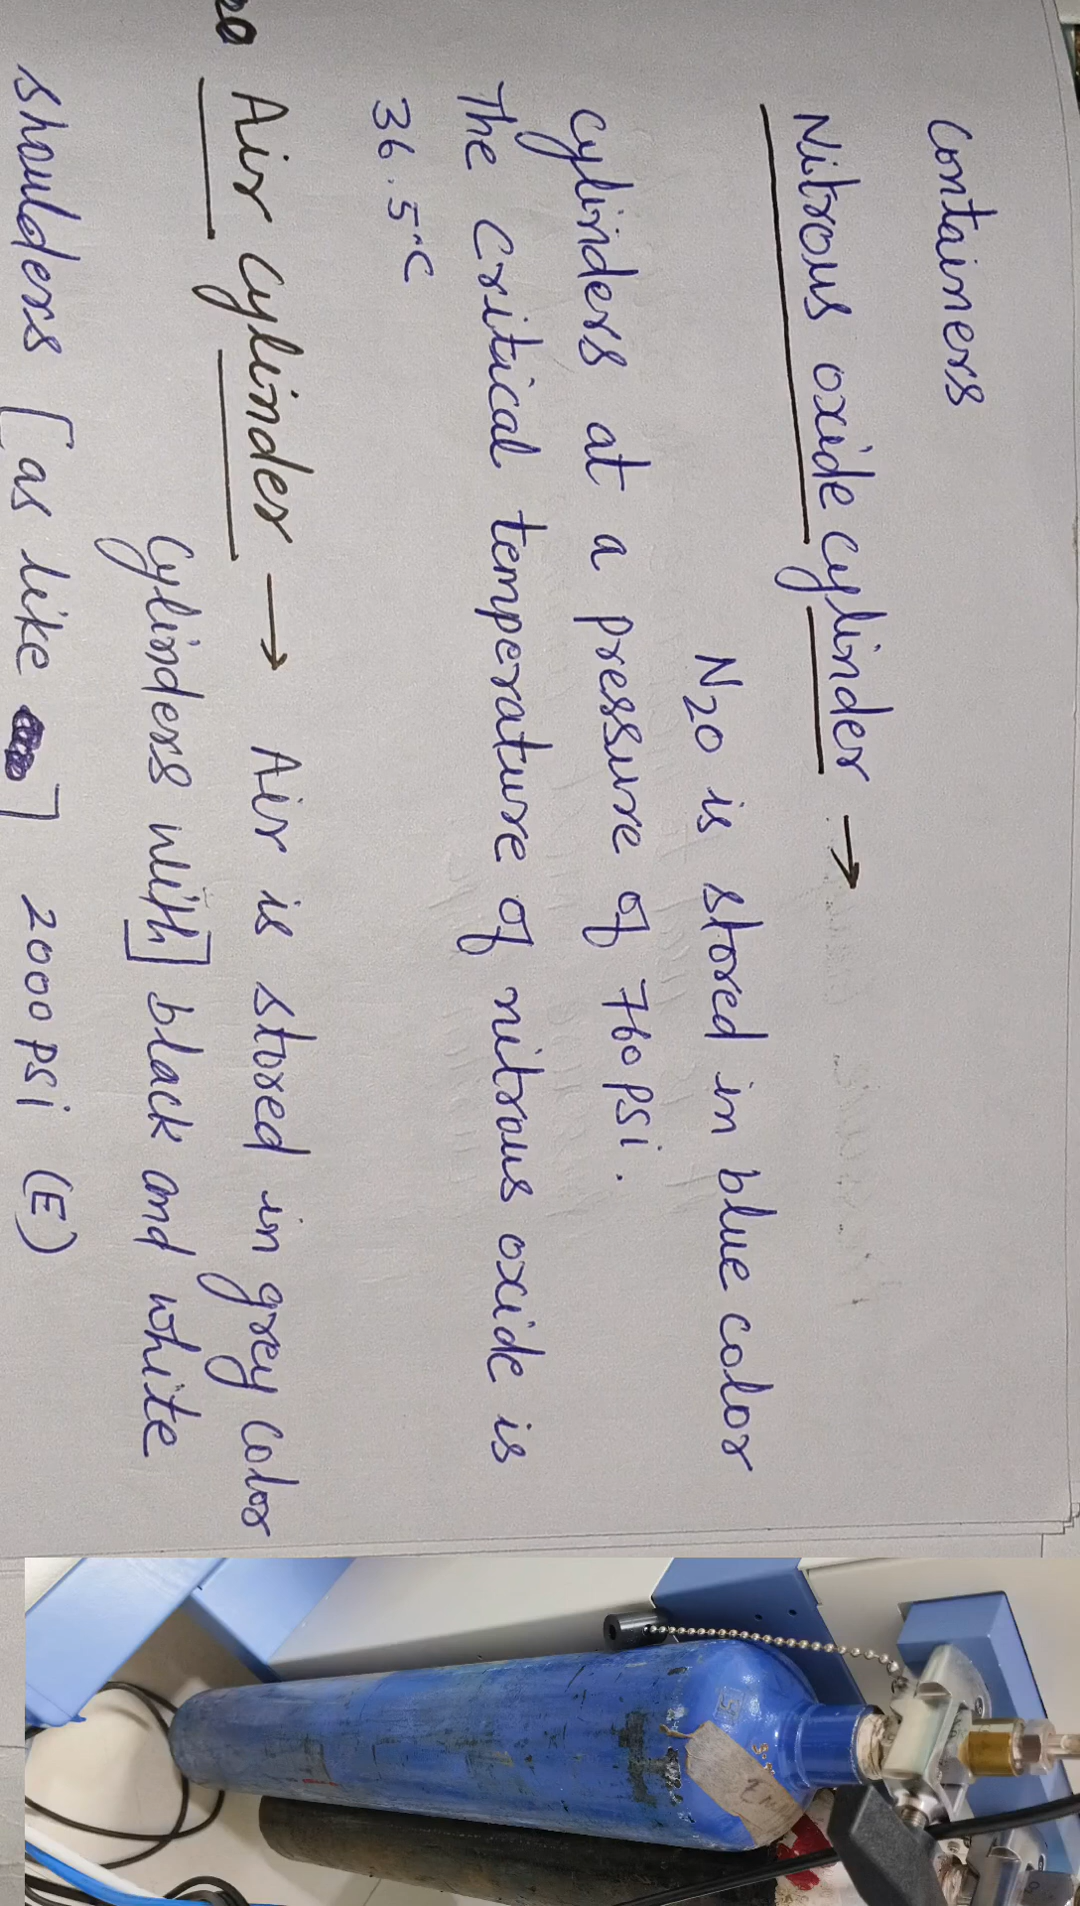 containers
Nitrous oxide cylinder →
N20 is stored in blue color
cylinders at a pressure of 760 psi.
The critical temperature of nitrous oxide is
36.5°C
Air cylinder → Air is stored in grey color
cylinders with] black and white
shoulders [as like ] 2000 psi (E)